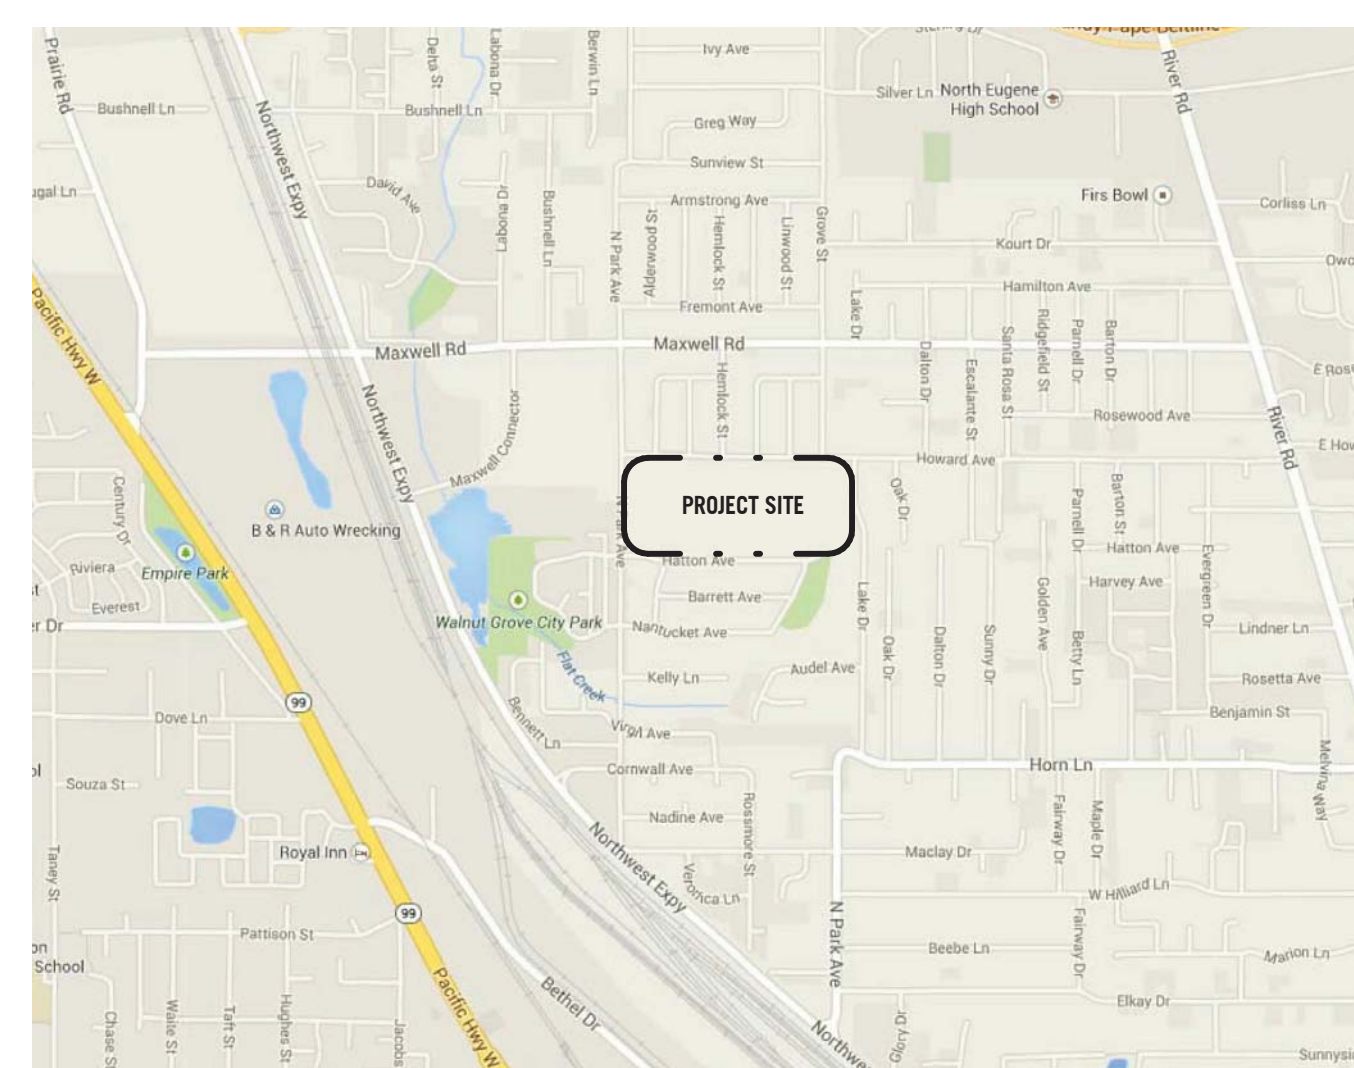 Prairie Rd
Bushnell Ln
Northwest Expy
Delta St
Labona Dr
Berwin Ln
Ivy Ave
River Rd
Silver Ln
North Eugene
High School
Bushnell Ln
Greg Way
Sunview St
David Ave
Labona Dr
Bushnell Ln
N Park Ave
Armstrong Ave
Alderwood St
Hemlock St
Linwood St
Grove St
Firs Bowl
Corliss Ln
Kourt Dr
Hamilton Ave
Fremont Ave
Lake Dr
Pacific Hwy W
Maxwell Rd
Maxwell Rd
Dalton Dr
Escalante St
Santa Rosa St
Ridgefield St
Parnell Dr
Barton Dr
Rosewood Ave
River Rd
Northwest Expy
Maxwell Connector
Hemlock St
Howard Ave
PROJECT SITE
N Park Ave
Oak Dr
Parnell Dr
Barton St
Century Dr
B & R Auto Wrecking
Empire Park
Riviera
Everest
Hatton Ave
Hatton Ave
Harvey Ave
Evergreen Dr
Barrett Ave
Lake Dr
Golden Ave
Walnut Grove City Park
Nantucket Ave
Oak Dr
Dalton Dr
Sunny Dr
Betty Ln
Lindner Ln
Flat Creek
Kelly Ln
Audel Ave
Rosetta Ave
99
Dove Ln
Bennett Ln
Virgil Ave
Benjamin St
Cornwall Ave
Horn Ln
Melvina Way
Souza St
Nadine Ave
Rossmore St
Fairway Dr
Maple Dr
Royal Inn
Northwest Expy
Maclay Dr
Taney St
Veronica Ln
W Hilliard Ln
99
N Park Ave
Pattison St
Beebe Ln
Fairway Dr
Marion Ln
School
Pacific Hwy W
Bethel Dr
Elkay Dr
Chase S
Waite St
Taft St
Hughes St
Jacobs
Northwe
Glory Dr
Sunnysi